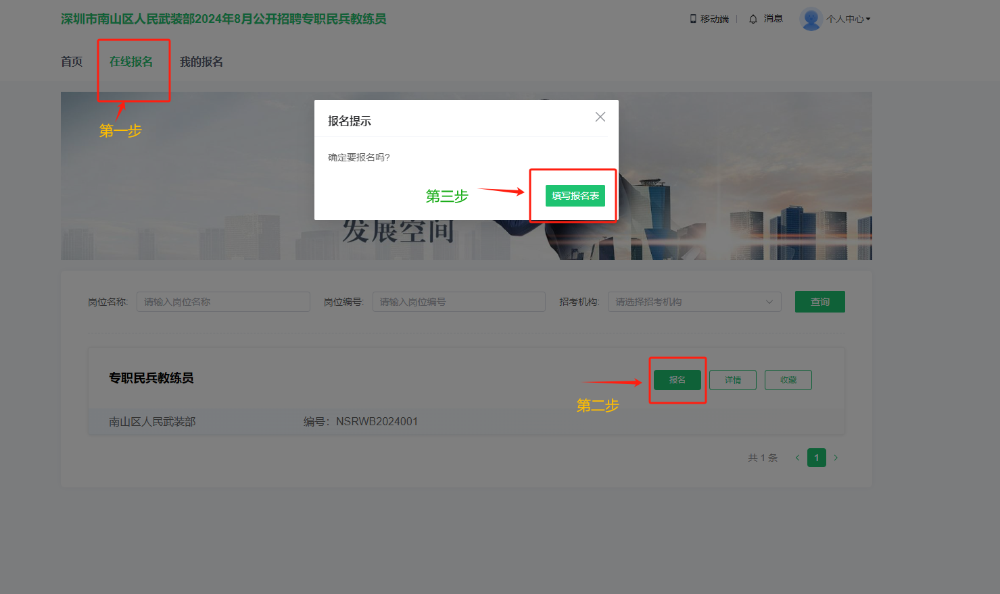 深圳市南山区人民武装部2024年8月公开招聘专职民兵教练员
移动端 消息 个人中心
首页 在线报名 我的报名
第一步
报名提示
确定要报名吗?
第三步
填写报名表
发展空间
岗位名称: 请输入岗位名称 岗位编号: 请输入岗位编号 招考机构: 请选择招考机构 查询
专职民兵教练员
报名 详情 收藏
第二步
南山区人民武装部 编号：NSRWB2024001
共 1 条 1